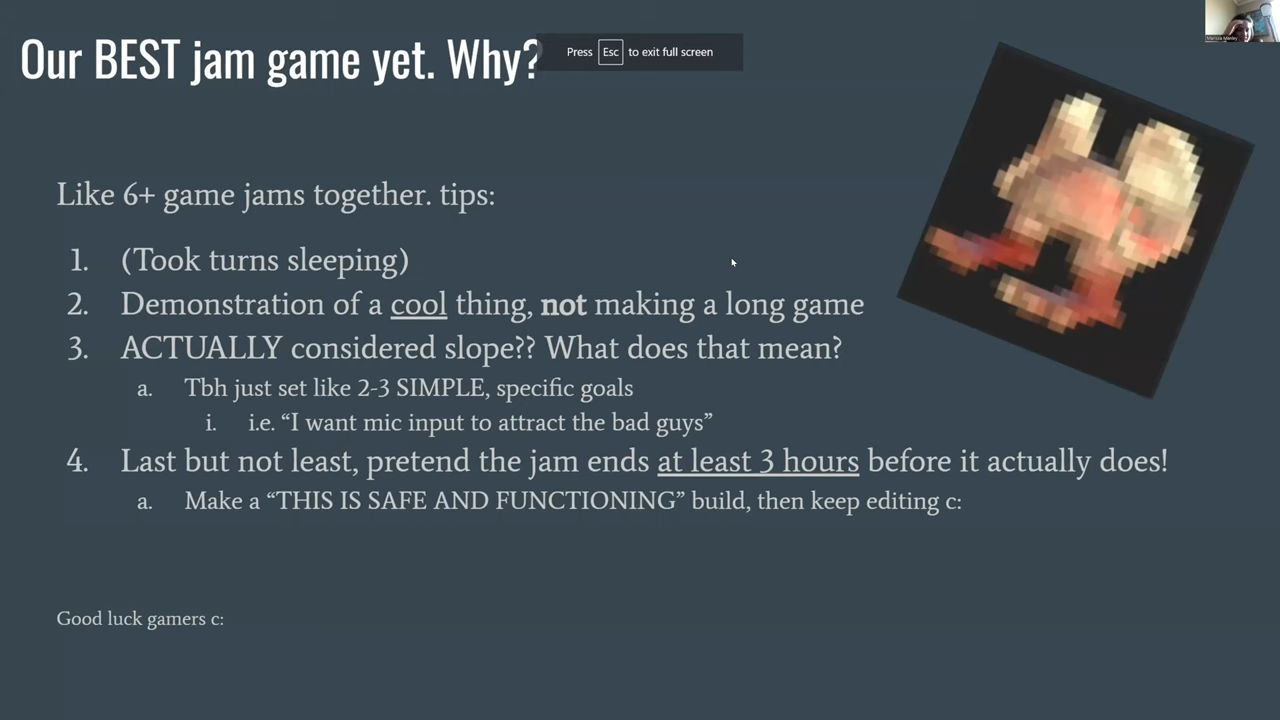 Our BEST jam game yet. Why?
Press Esc to exit full screen
Like 6+ game jams together. tips:
1. (Took turns sleeping)
2. Demonstration of a cool thing, not making a long game
3. ACTUALLY considered slope?? What does that mean?
a. Tbh just set like 2-3 SIMPLE, specific goals
i. i.e. “I want mic input to attract the bad guys”
4. Last but not least, pretend the jam ends at least 3 hours before it actually does!
a. Make a “THIS IS SAFE AND FUNCTIONING” build, then keep editing c:
Good luck gamers c: